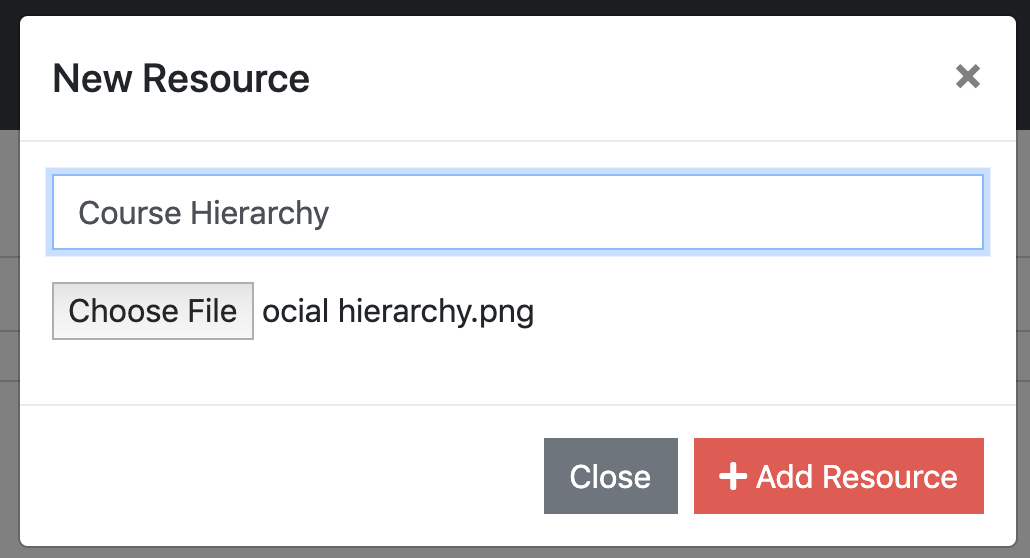 New Resource ×
Course Hierarchy
Choose File ocial hierarchy.png
Close + Add Resource